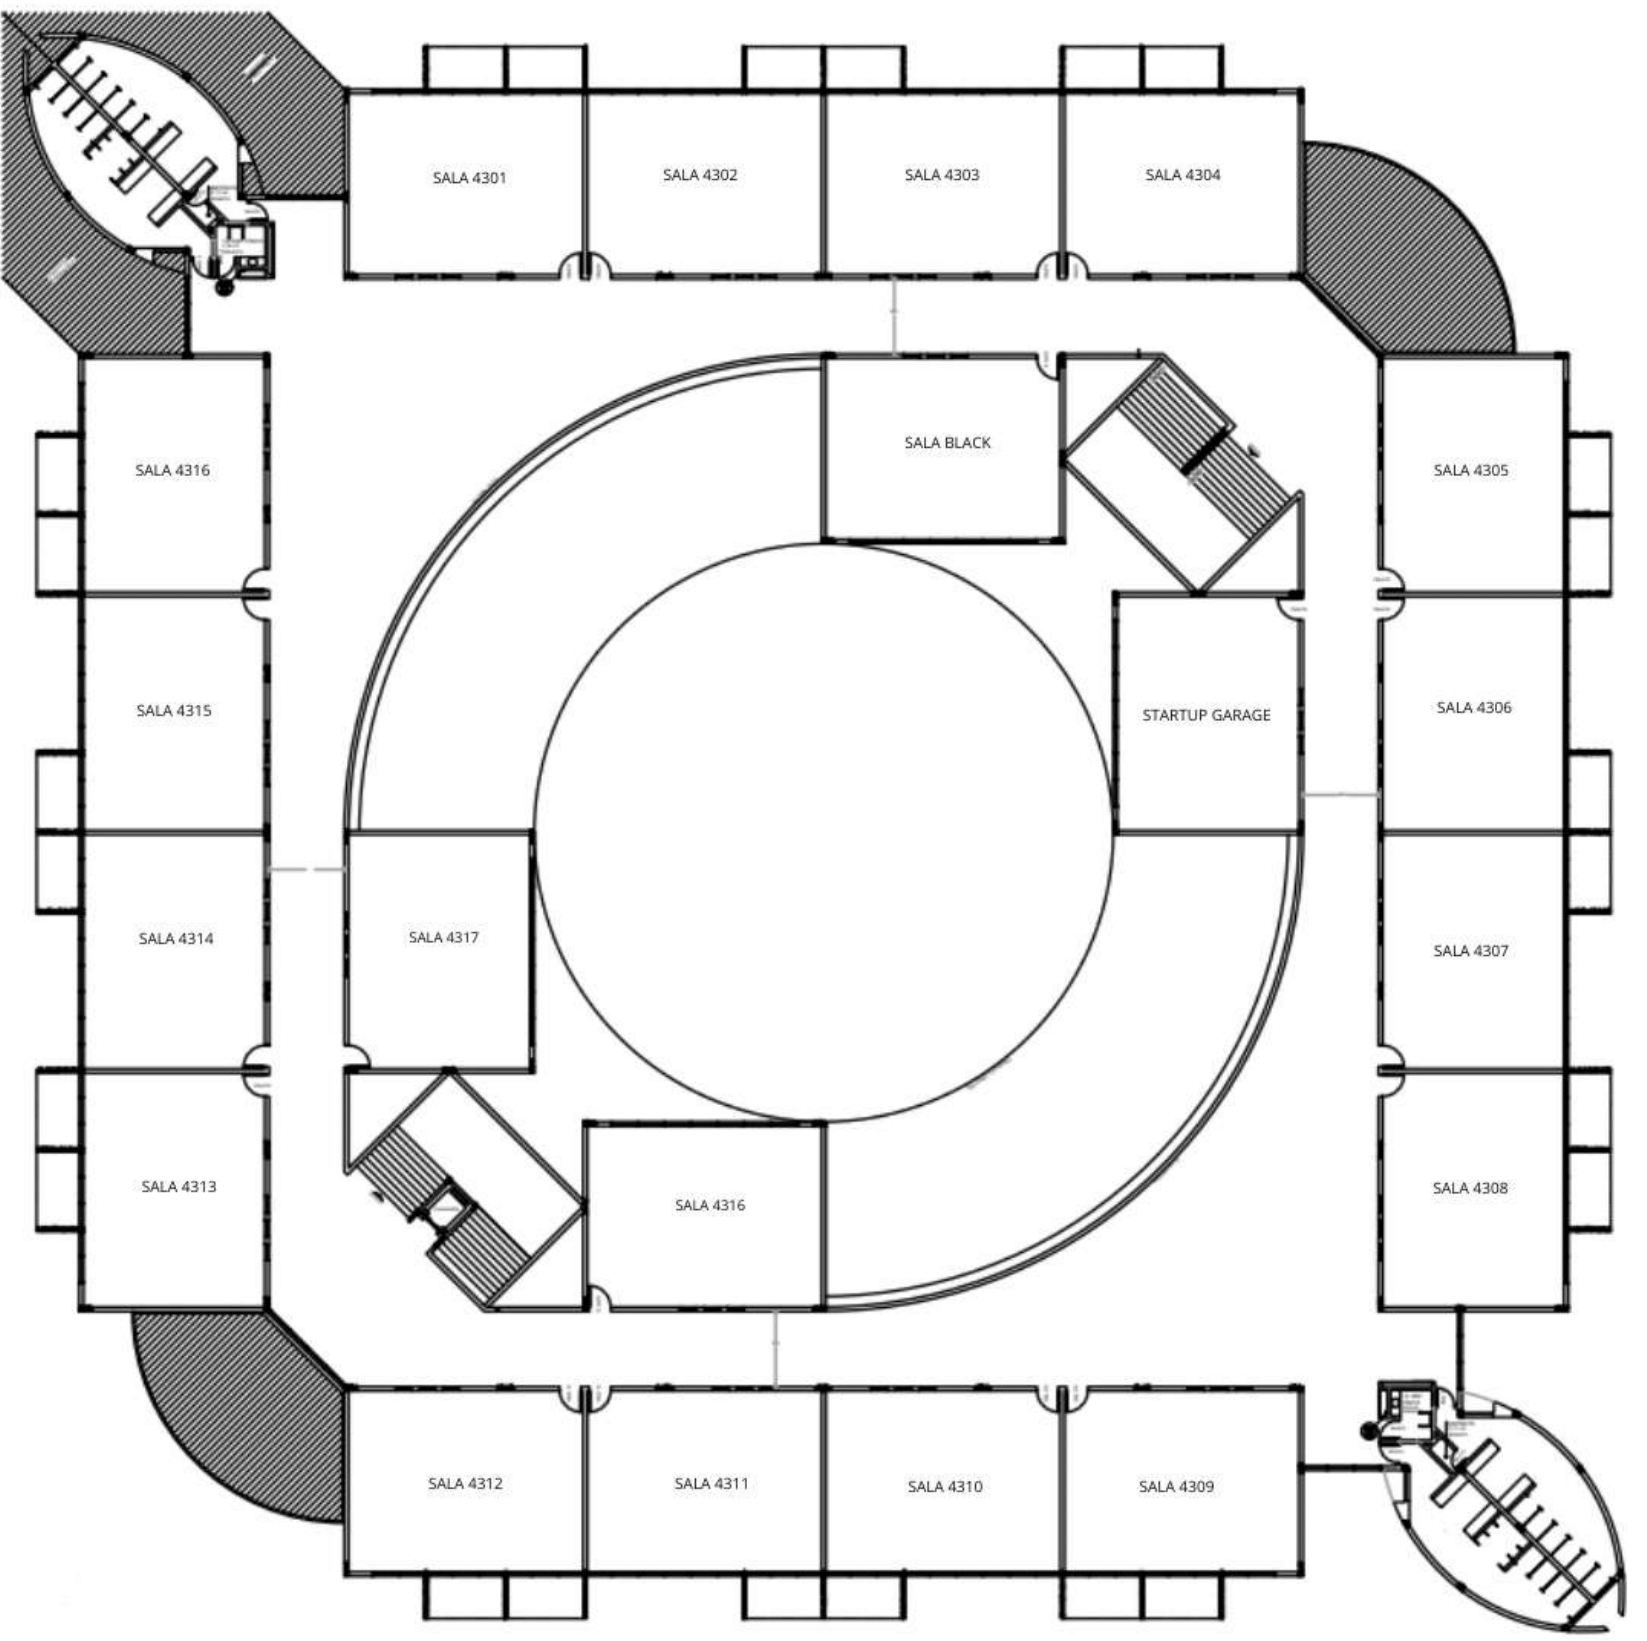 SALA 4301
SALA 4302
SALA 4303
SALA 4304
SALA BLACK
SALA 4316
SALA 4305
SALA 4315
STARTUP GARAGE
SALA 4306
SALA 4314
SALA 4317
SALA 4307
SALA 4313
SALA 4316
SALA 4308
SALA 4312
SALA 4311
SALA 4310
SALA 4309